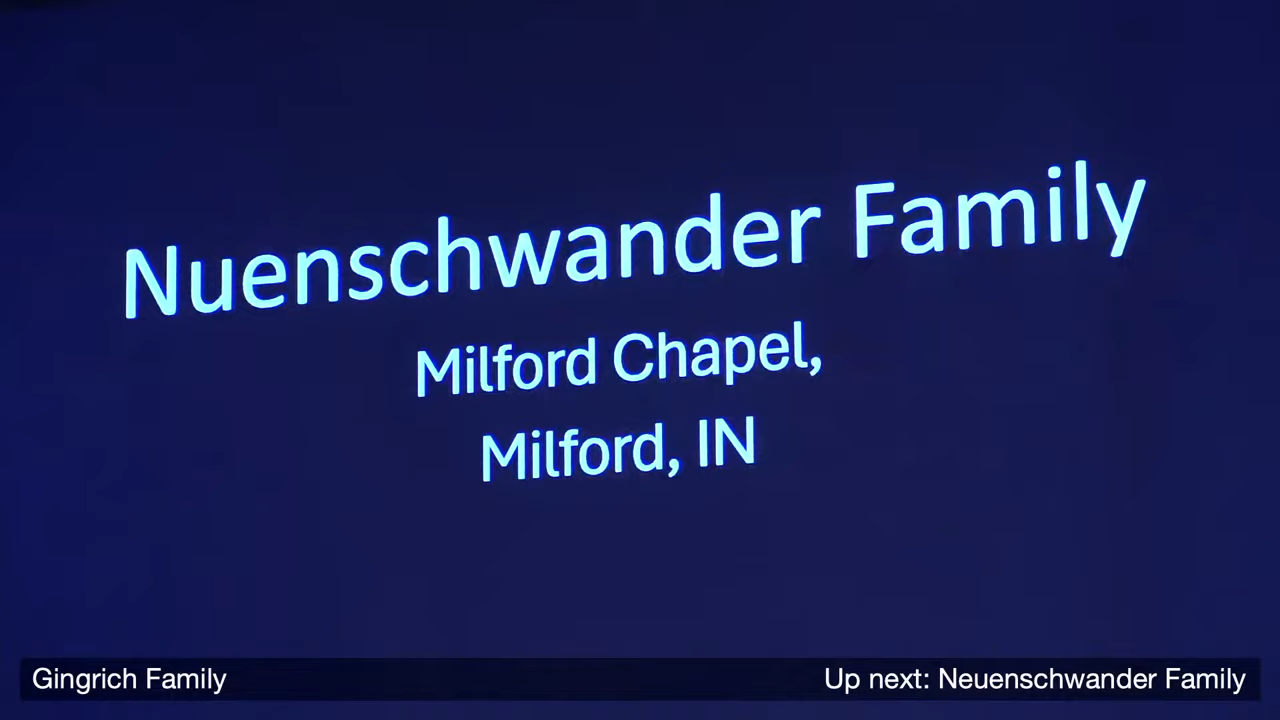 Nuenschwander Family
Milford Chapel,
Milford, IN
Gingrich Family
Up next: Neuenschwander Family